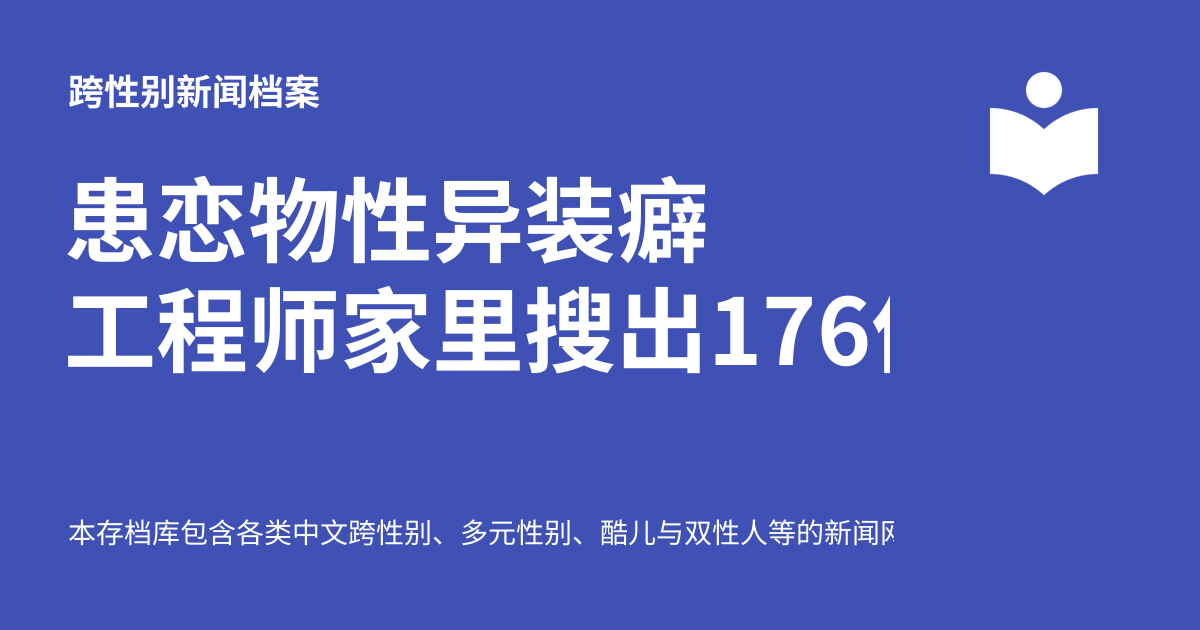 跨性别新闻档案
患恋物性异装癖
工程师家里搜出176
本存档库包含各类中文跨性别、多元性别、酷儿与双性人等的新闻